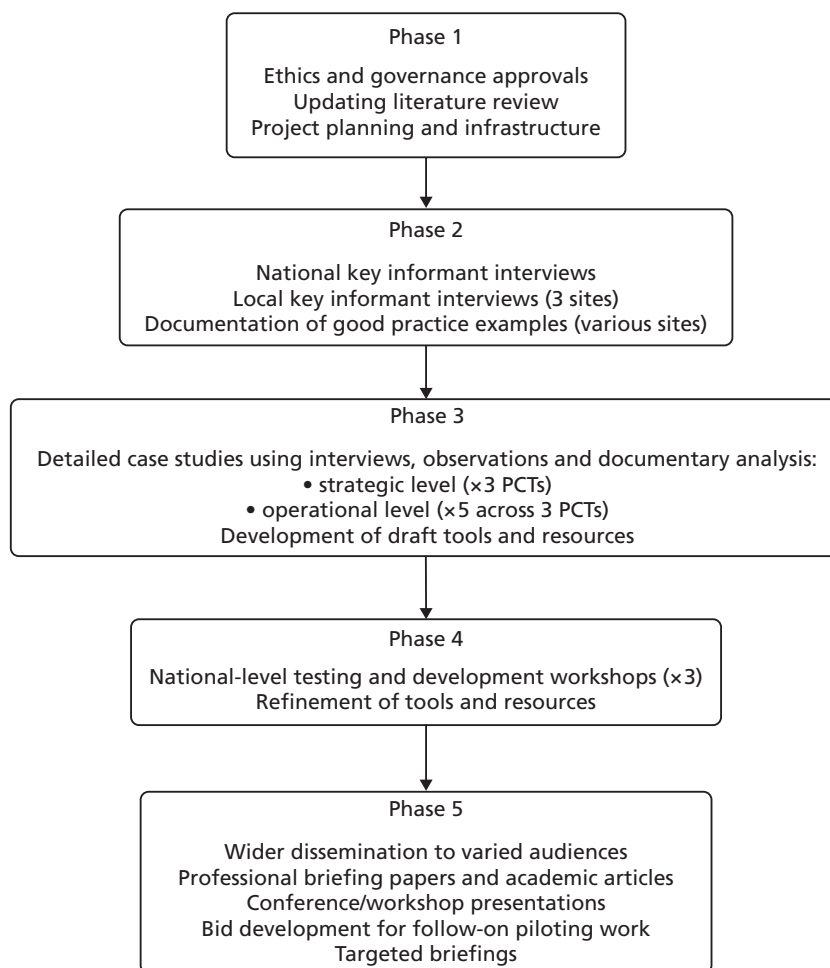 Phase 1
Ethics and governance approvals
Updating literature review
Project planning and infrastructure
Phase 2
National key informant interviews
Local key informant interviews (3 sites)
Documentation of good practice examples (various sites)
Phase 3
Detailed case studies using interviews, observations and documentary analysis:
• strategic level (×3 PCTs)
• operational level (×5 across 3 PCTs)
Development of draft tools and resources
Phase 4
National-level testing and development workshops (×3)
Refinement of tools and resources
Phase 5
Wider dissemination to varied audiences
Professional briefing papers and academic articles
Conference/workshop presentations
Bid development for follow-on piloting work
Targeted briefings